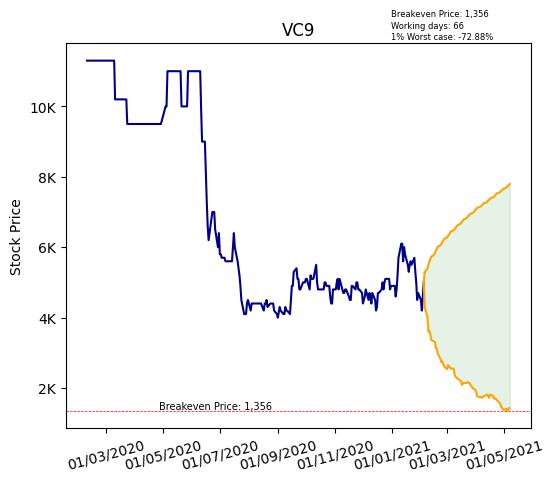 Breakeven Price: 1,356
Working days: 66
1% Worst case: -72.88%
VC9
Stock Price
10K
8K
6K
4K
2K
Breakeven Price: 1,356
01/03/2020
01/05/2020
01/07/2020
01/09/2020
01/11/2020
01/01/2021
01/03/2021
01/05/2021